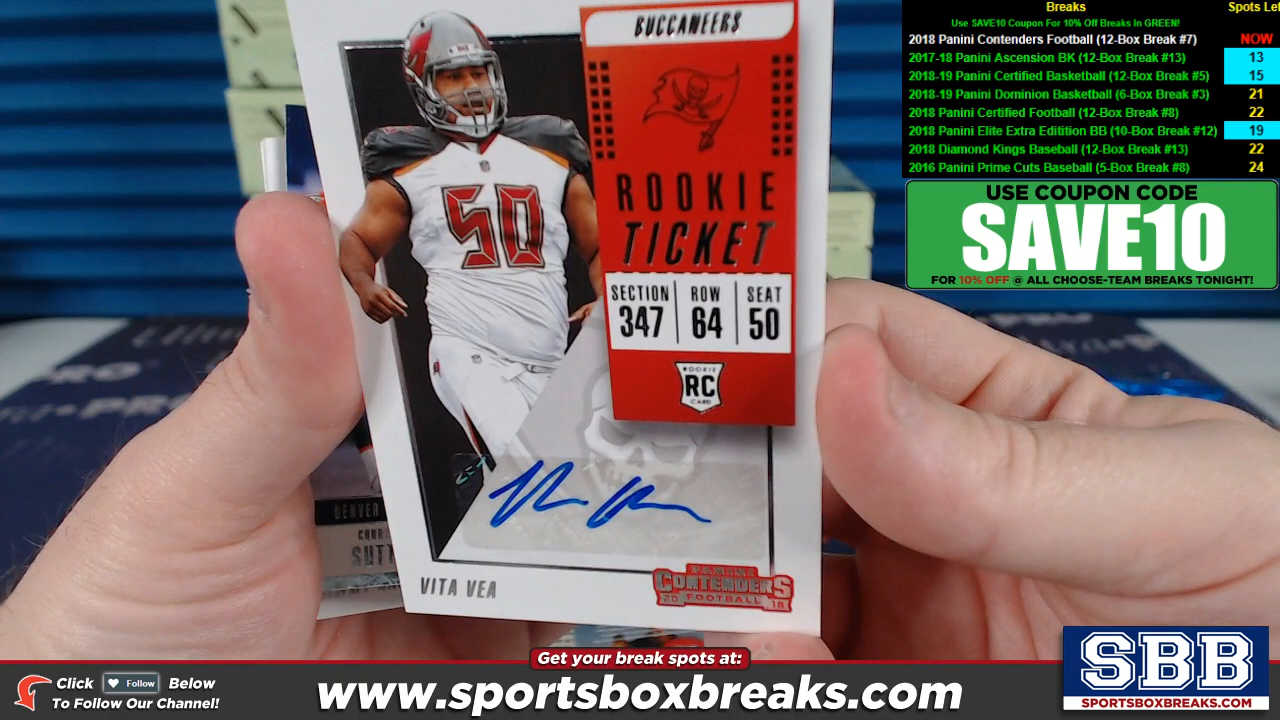 BUCCANEERS
ROOKIE
TICKET
SECTION ROW SEAT
347 64 50
ROOKIE
RC
CARD
50
VITA VEA
PANINI
CONTENDERS
20 FOOTBALL 18
DENVER
SUTT
Breaks Spots Lef
Use SAVE10 Coupon For 10% Off Breaks In GREEN!
2018 Panini Contenders Football (12-Box Break #7) NOW
2017-18 Panini Ascension BK (12-Box Break #13) 13
2018-19 Panini Certified Basketball (12-Box Break #5) 15
2018-19 Panini Dominion Basketball (6-Box Break #3) 21
2018 Panini Certified Football (12-Box Break #8) 22
2018 Panini Elite Extra Edition BB (10-Box Break #12) 19
2018 Diamond Kings Baseball (12-Box Break #13) 22
2016 Panini Prime Cuts Baseball (5-Box Break #8) 24
USE COUPON CODE
SAVE10
FOR 10% OFF @ ALL CHOOSE-TEAM BREAKS TONIGHT!
Get your break spots at:
Click Follow Below
To Follow Our Channel!
www.sportsboxbreaks.com
SBB
SPORTSBOXBREAKS.COM